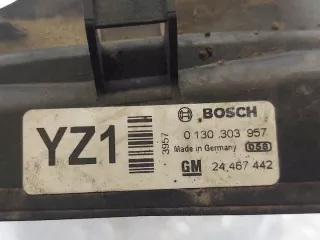 BOSCH
YZ1
3957
0 130 303 957
Made in Germany 058
GM 24 467 442